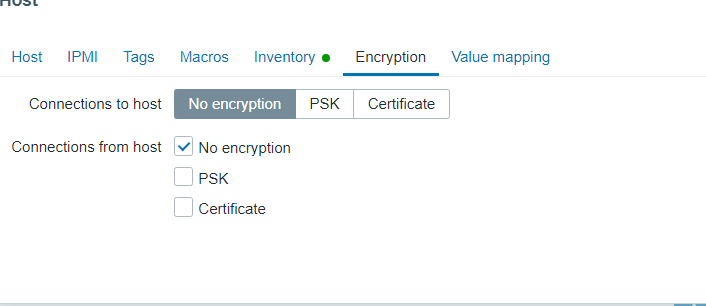 Host
Host IPMI Tags Macros Inventory Encryption Value mapping
Connections to host No encryption PSK Certificate
Connections from host No encryption
PSK
Certificate